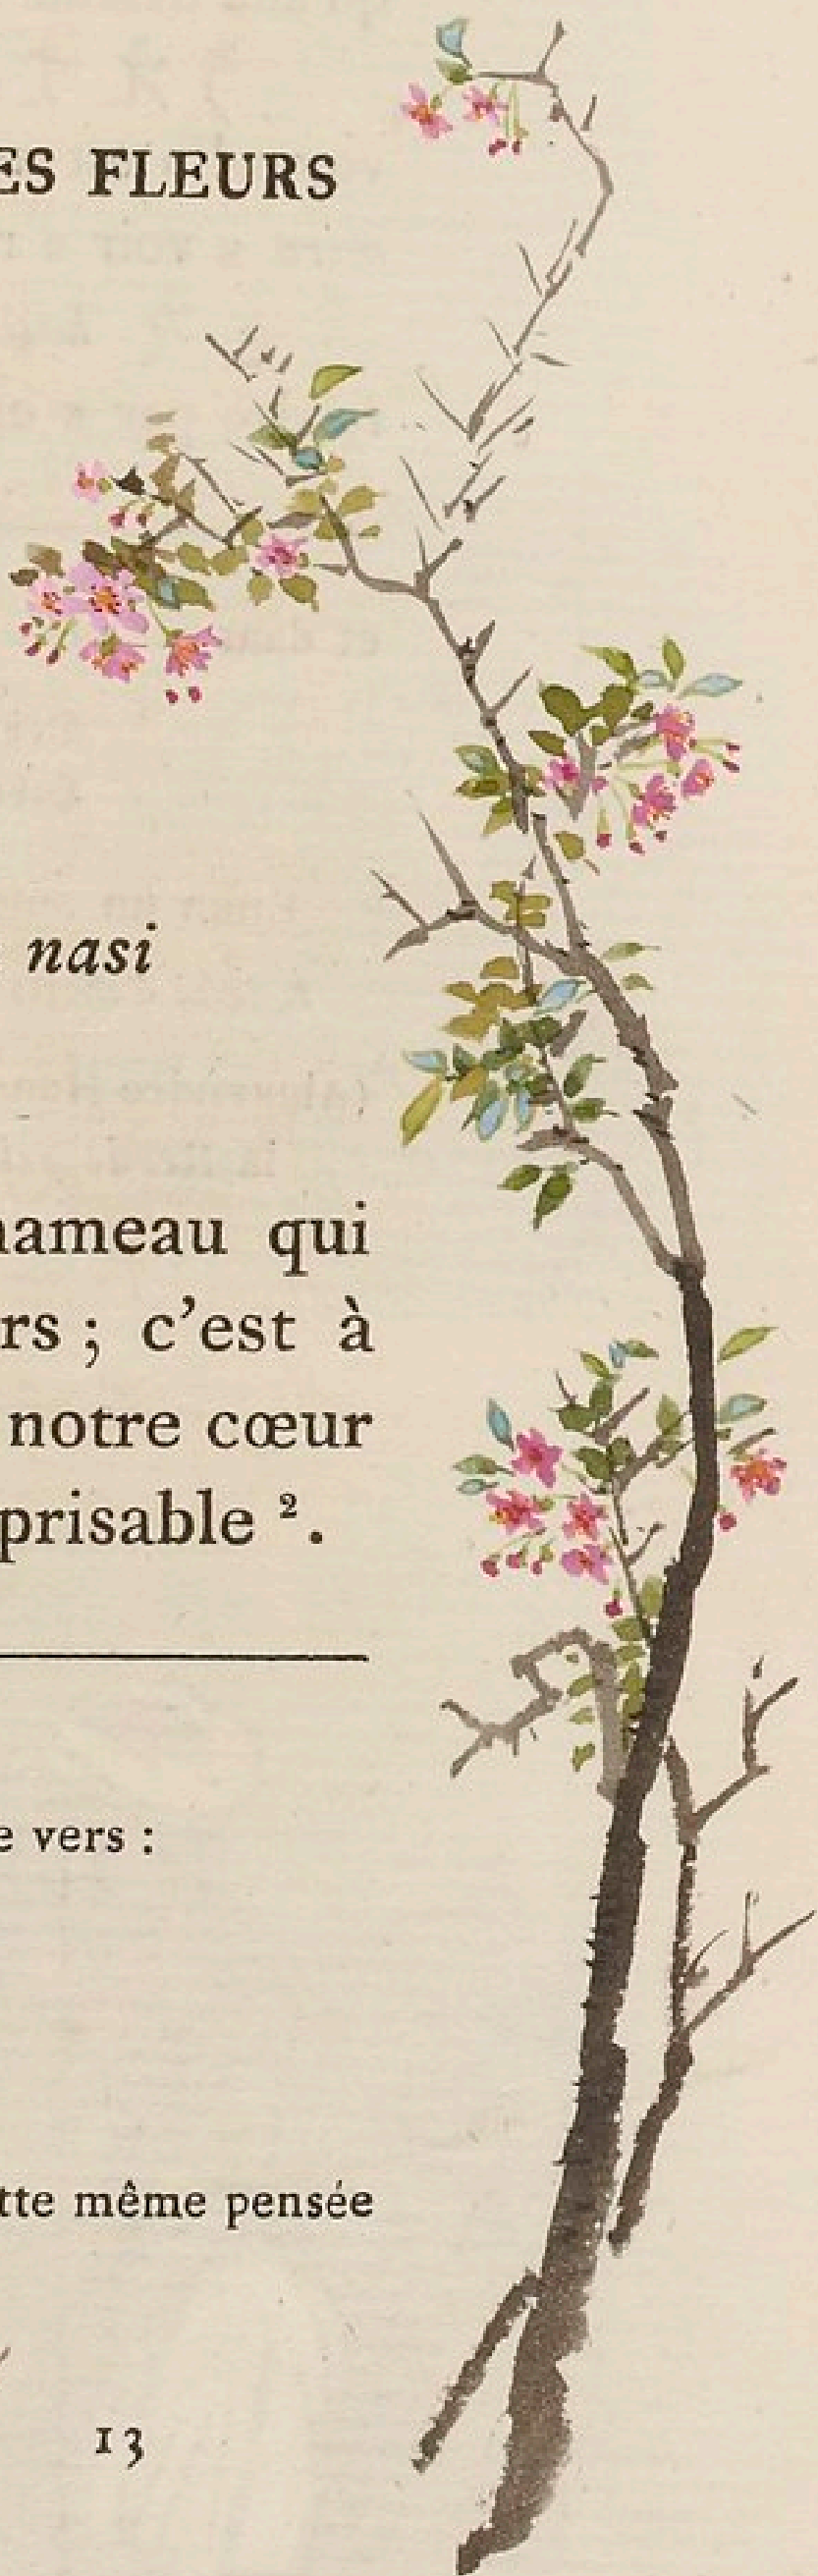 ES FLEURS
nasi
hameau qui
rs ; c'est à
notre cœur
prisable ².
e vers :
tte même pensée
13